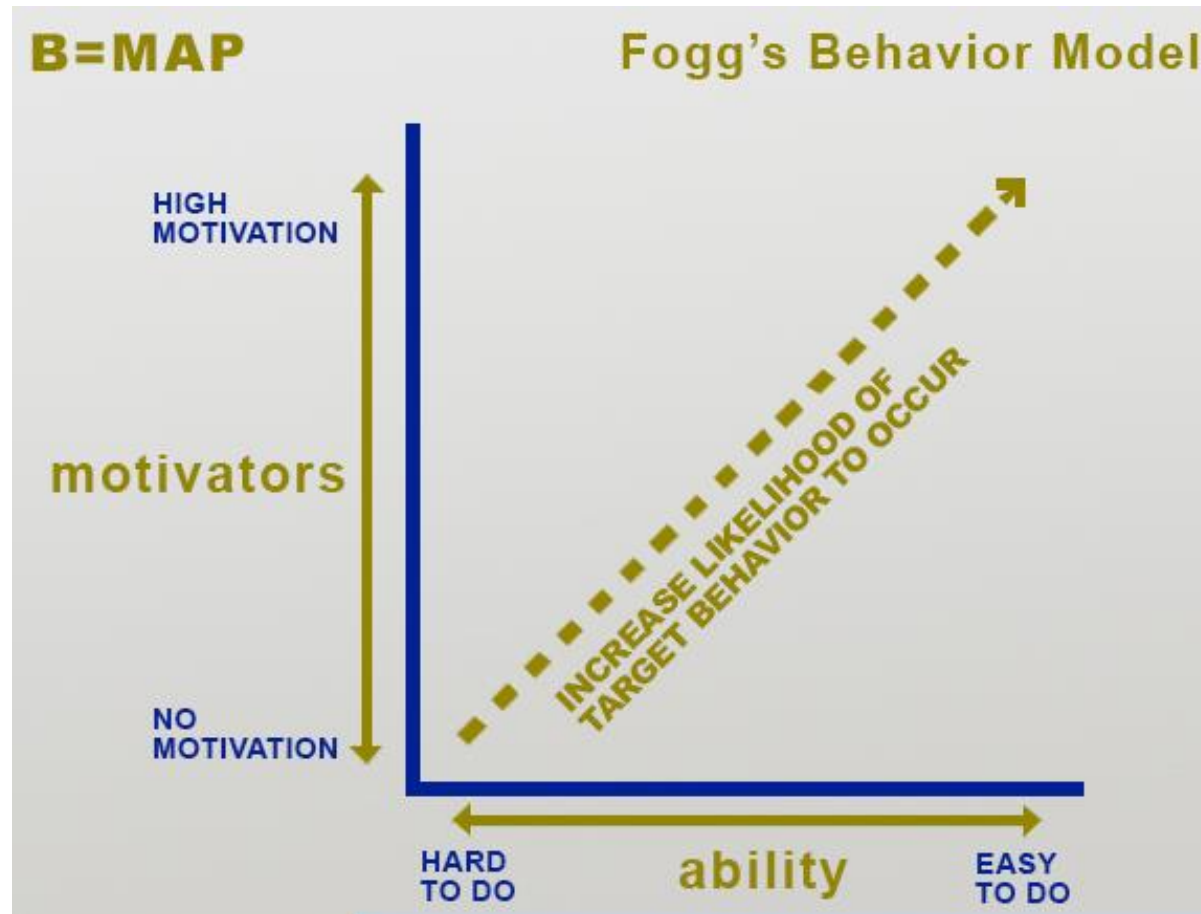 B=MAP
Fogg's Behavior Model
HIGH
MOTIVATION
motivators
INCREASE LIKELIHOOD OF
TARGET BEHAVIOR TO OCCUR
NO
MOTIVATION
HARD
TO DO
ability
EASY
TO DO